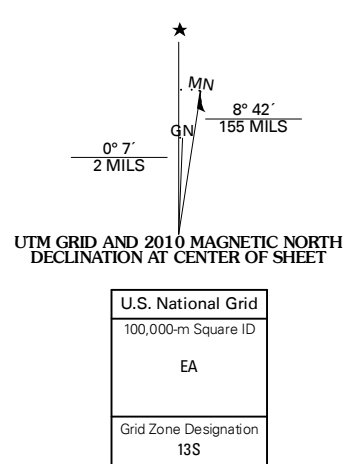 ★
MN
8° 42´
155 MILS
GN
0° 7´
2 MILS
UTM GRID AND 2010 MAGNETIC NORTH
DECLINATION AT CENTER OF SHEET
U.S. National Grid
100,000-m Square ID
EA
Grid Zone Designation
13S